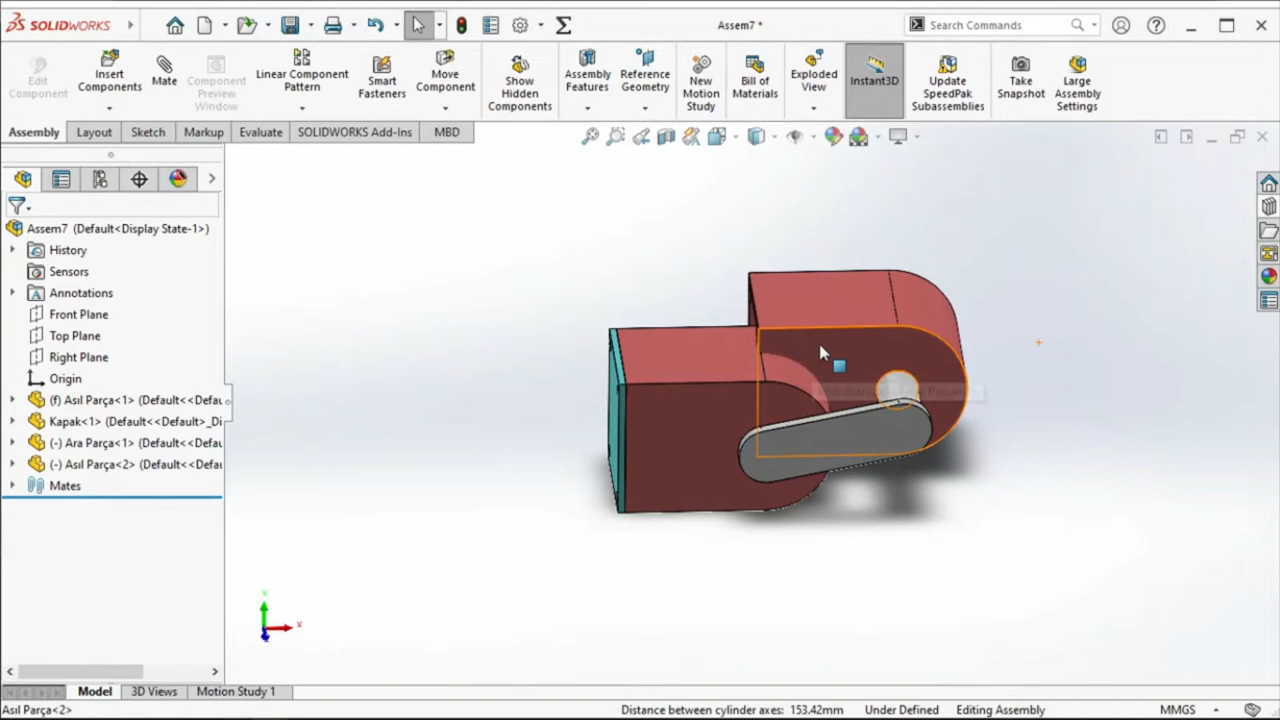 SOLIDWORKS
Assem7 *
Search Commands
Edit
Component
Insert
Components
Mate
Component
Preview
Window
Linear Component
Pattern
Smart
Fasteners
Move
Component
Show
Hidden
Components
Assembly
Features
Reference
Geometry
New
Motion
Study
Bill of
Materials
Exploded
View
Instant3D
Update
SpeedPak
Subassemblies
Take
Snapshot
Large
Assembly
Settings
Assembly Layout Sketch Markup Evaluate SOLIDWORKS Add-Ins MBD
Assem7 (Default<Display State-1>)
History
Sensors
Annotations
Front Plane
Top Plane
Right Plane
Origin
(f) Asıl Parça<1> (Default<<Defau
Kapak<1> (Default<<Default>_Di
(-) Ara Parça<1> (Default<<Defau
(-) Asıl Parça<2> (Default<<Defau
Mates
Y
X
Model 3D Views Motion Study 1
Asıl Parça<2> Distance between cylinder axes: 153.42mm Under Defined Editing Assembly MMGS